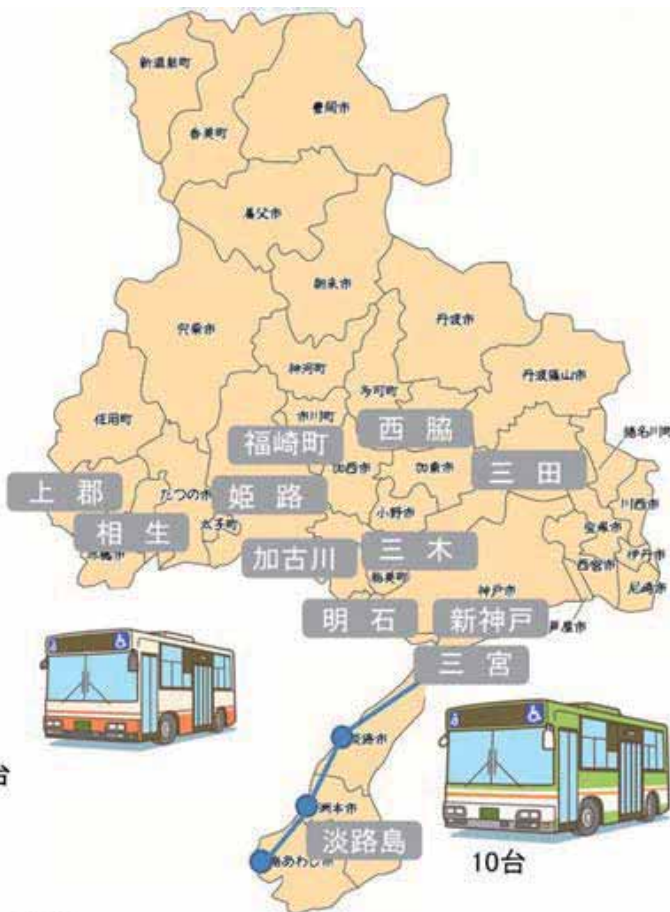 新温泉町
香美町
豊岡市
養父市
朝来市
宍粟市
丹波市
神河町
多可町
丹波篠山市
佐用町
市川町
西脇
猪名川町
福崎町
加西市
加東市
三田
上郡
たつの市
姫路
川西市
小野市
宝塚市
相生
太子町
三木
伊丹市
加古川
西宮市
稲美町
神戸市
尼崎市
明石
新神戸
芦屋市
三宮
淡路市
台
洲本市
淡路島
南あわじ市
10台